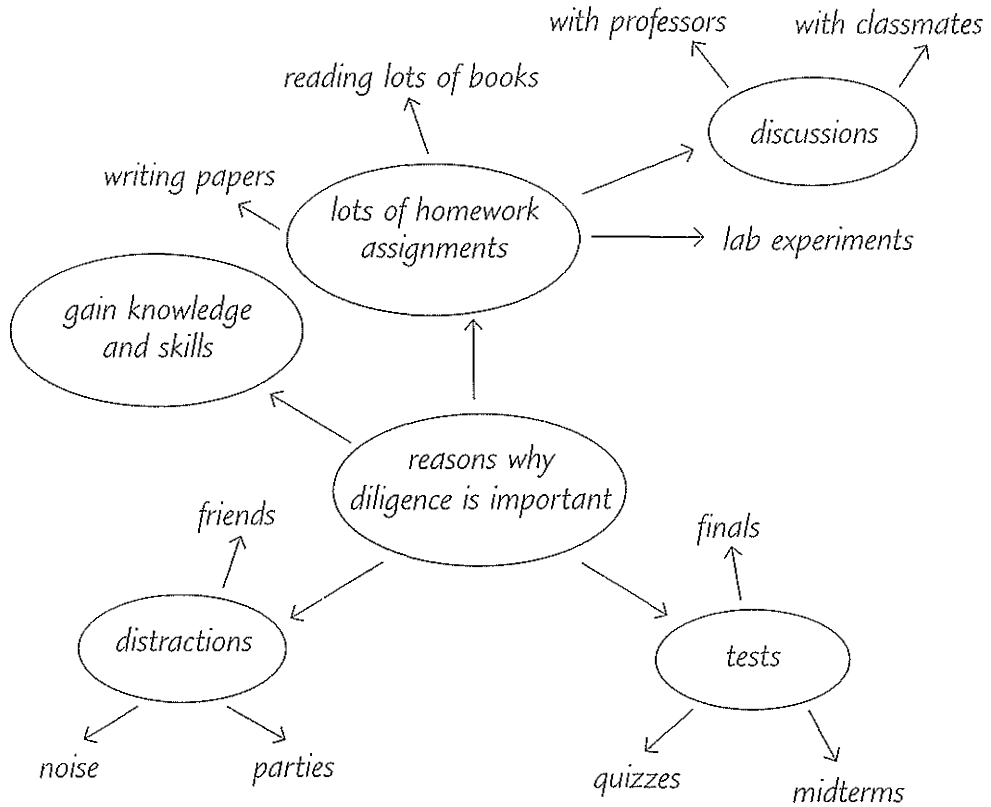 with professors
with classmates
reading lots of books
discussions
writing papers
lots of homework
assignments
lab experiments
gain knowledge
and skills
reasons why
diligence is important
friends
finals
distractions
tests
noise
parties
quizzes
midterms